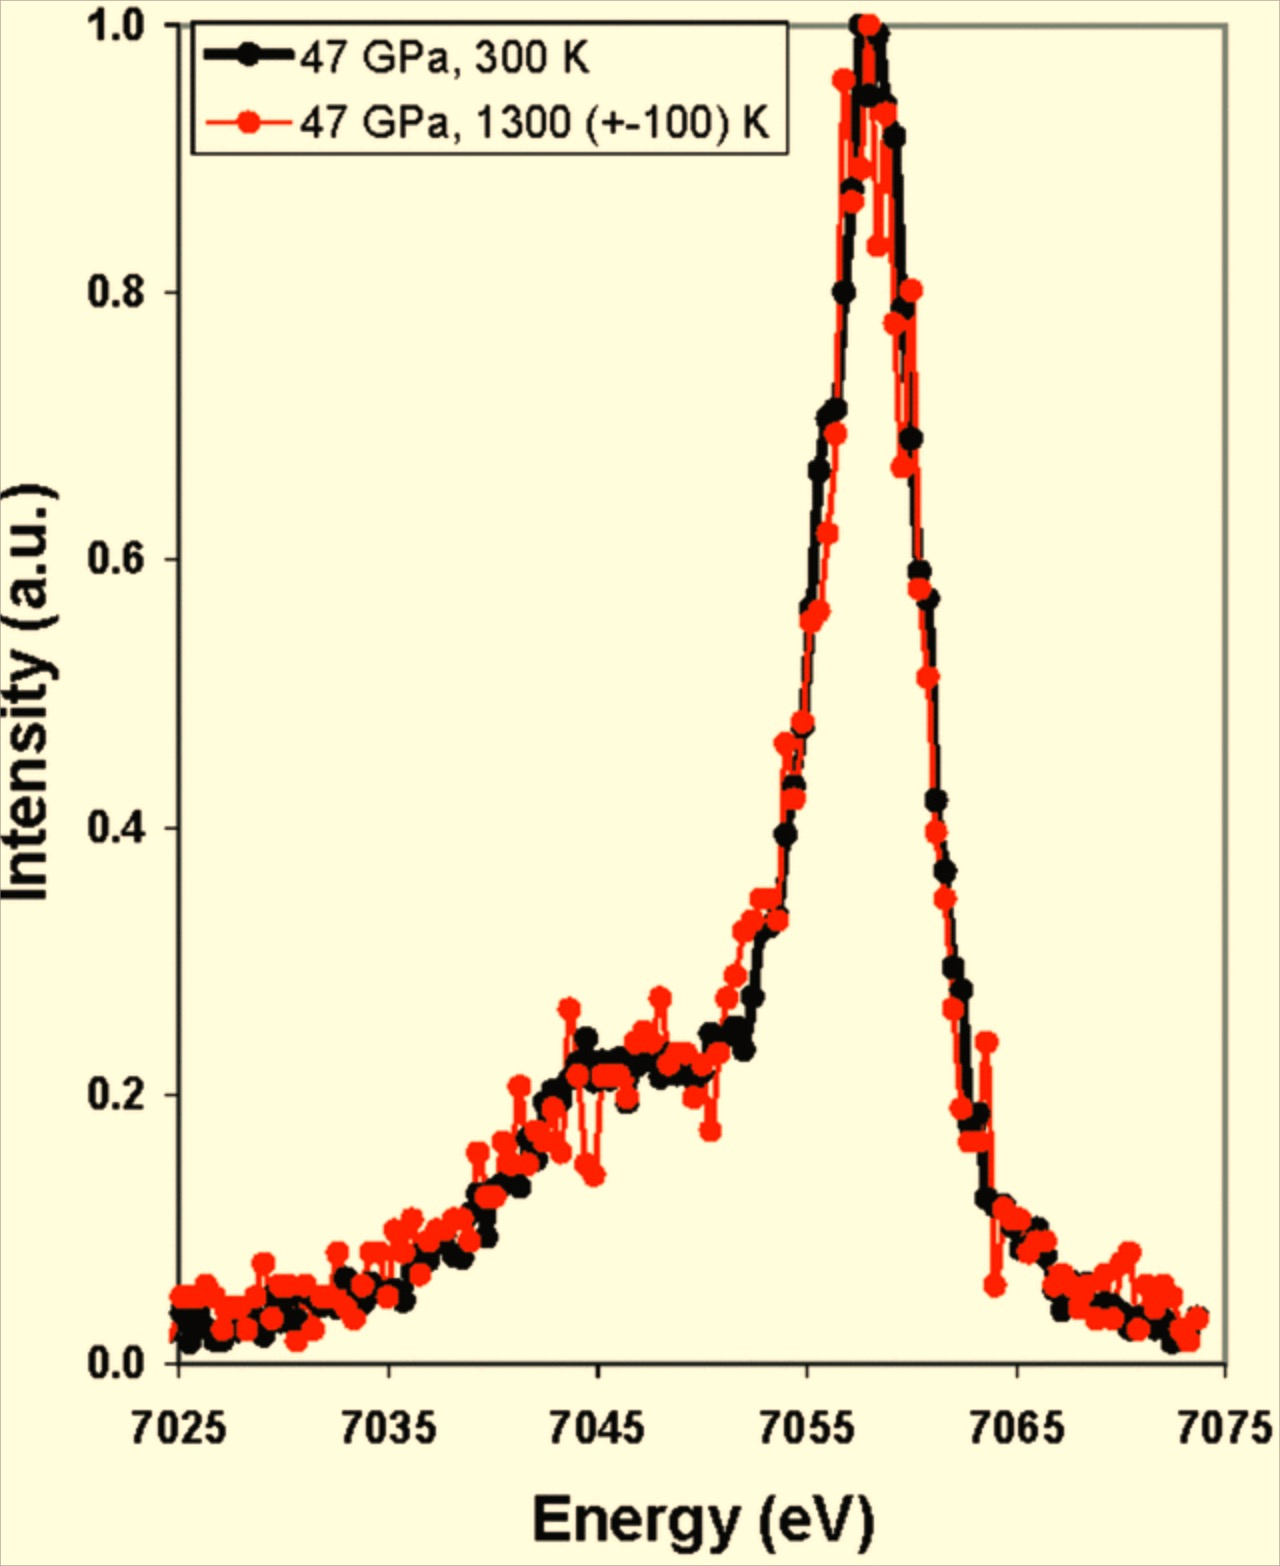 1.0
47 GPa, 300 K
47 GPa, 1300 (+-100) K
0.8
0.6
Intensity (a.u.)
0.4
0.2
0.0
7025 7035 7045 7055 7065 7075
Energy (eV)